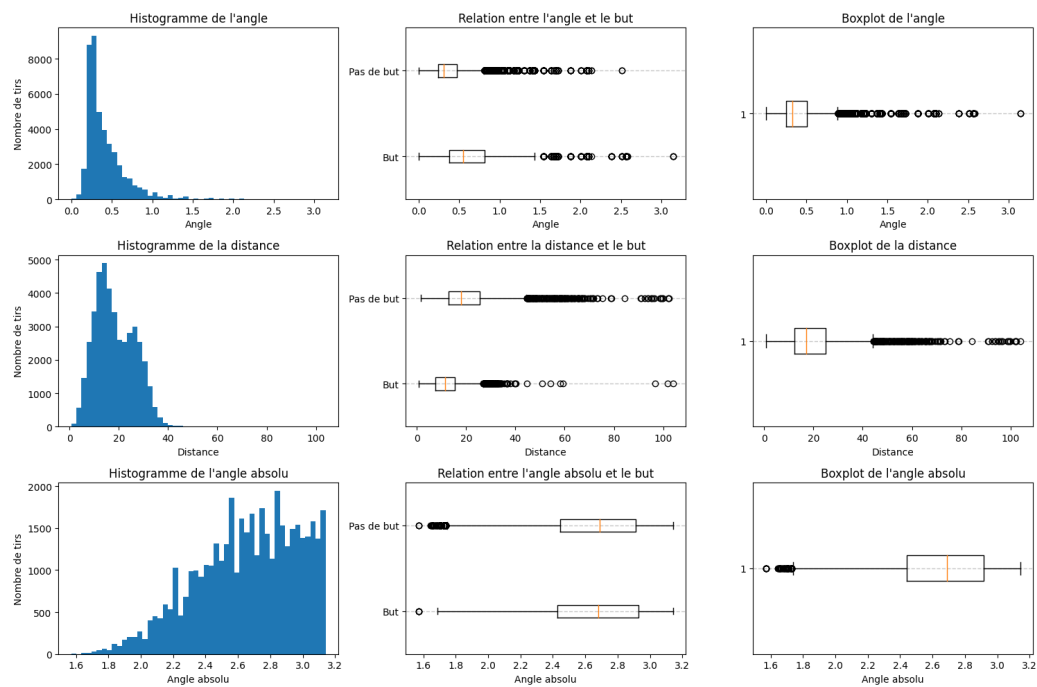 Histogramme de l'angle
Nombre de tirs
8000
6000
4000
2000
0
0.0 0.5 1.0 1.5 2.0 2.5 3.0
Angle
Relation entre l'angle et le but
Pas de but
But
0.0 0.5 1.0 1.5 2.0 2.5 3.0
Angle
Boxplot de l'angle
1
0.0 0.5 1.0 1.5 2.0 2.5 3.0
Angle
Histogramme de la distance
Nombre de tirs
5000
4000
3000
2000
1000
0
0 20 40 60 80 100
Distance
Relation entre la distance et le but
Pas de but
But
0 20 40 60 80 100
Distance
Boxplot de la distance
1
0 20 40 60 80 100
Distance
Histogramme de l'angle absolu
Nombre de tirs
2000
1500
1000
500
0
1.6 1.8 2.0 2.2 2.4 2.6 2.8 3.0 3.2
Angle absolu
Relation entre l'angle absolu et le but
Pas de but
But
1.6 1.8 2.0 2.2 2.4 2.6 2.8 3.0 3.2
Angle absolu
Boxplot de l'angle absolu
1
1.6 1.8 2.0 2.2 2.4 2.6 2.8 3.0 3.2
Angle absolu